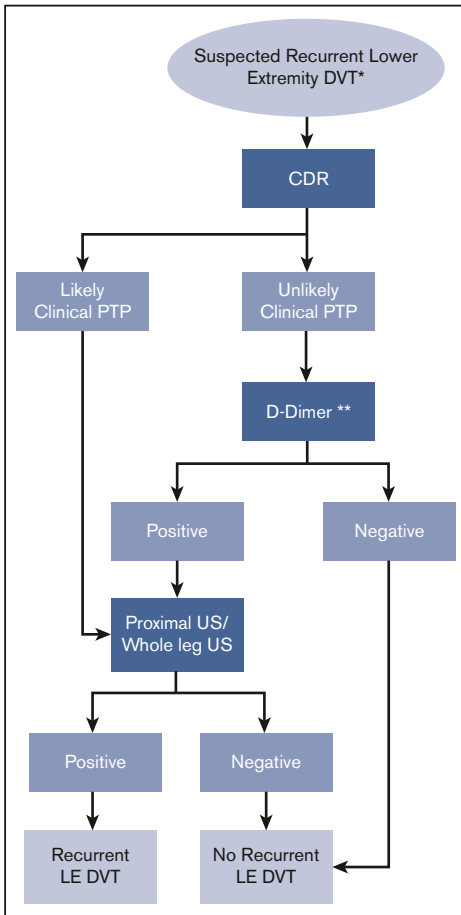 Suspected Recurrent Lower
Extremity DVT*
CDR
Likely
Clinical PTP
Unlikely
Clinical PTP
D-Dimer **
Positive
Negative
Proximal US/
Whole leg US
Positive
Negative
Recurrent
LE DVT
No Recurrent
LE DVT